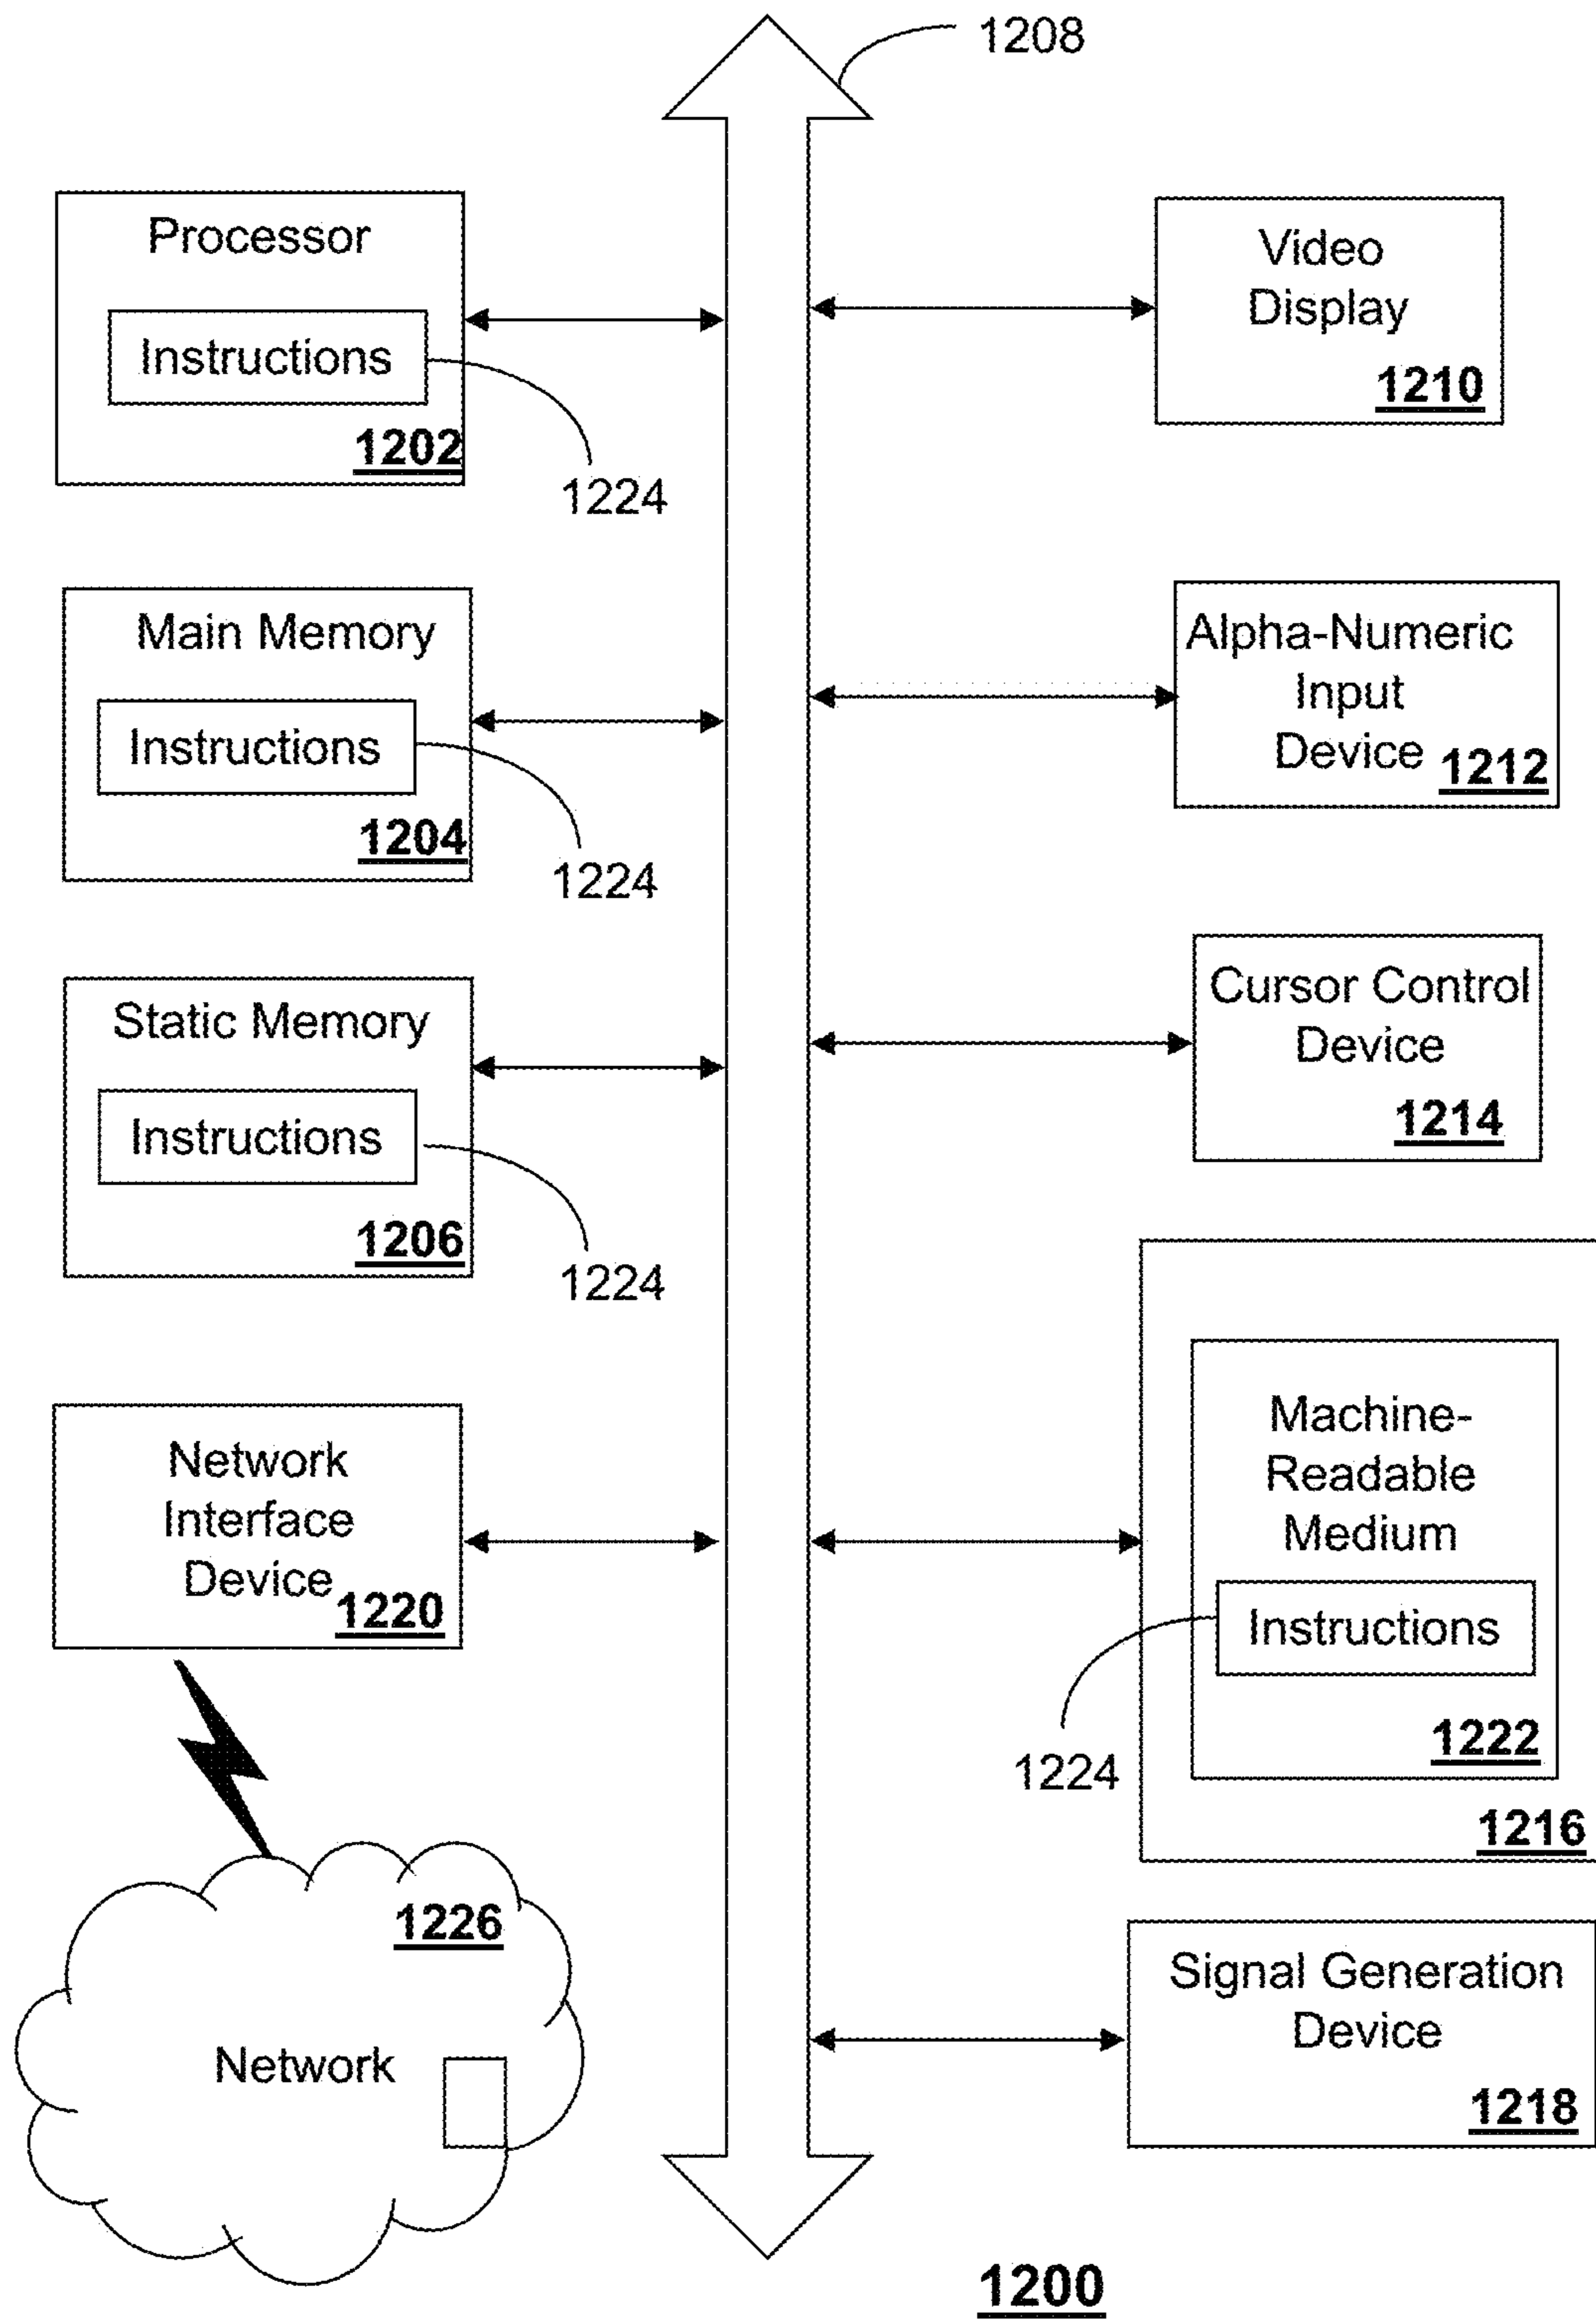 1208
Processor
Instructions
1202
1224
Main Memory
Instructions
1204
1224
Static Memory
Instructions
1206
1224
Network
Interface
Device
1220
1226
Network
Video
Display
1210
Alpha-Numeric
Input
Device
1212
Cursor Control
Device
1214
Machine-
Readable
Medium
Instructions
1222
1224
1216
Signal Generation
Device
1218
1200